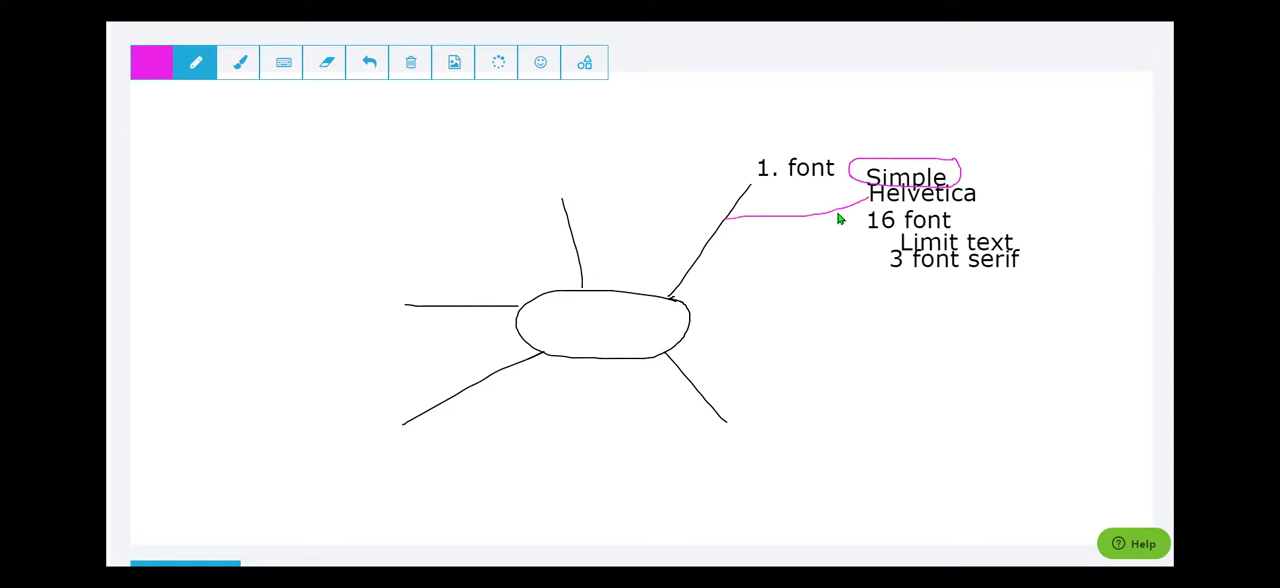 1. font Simple
Helvetica
16 font
Limit text
3 font serif
Help